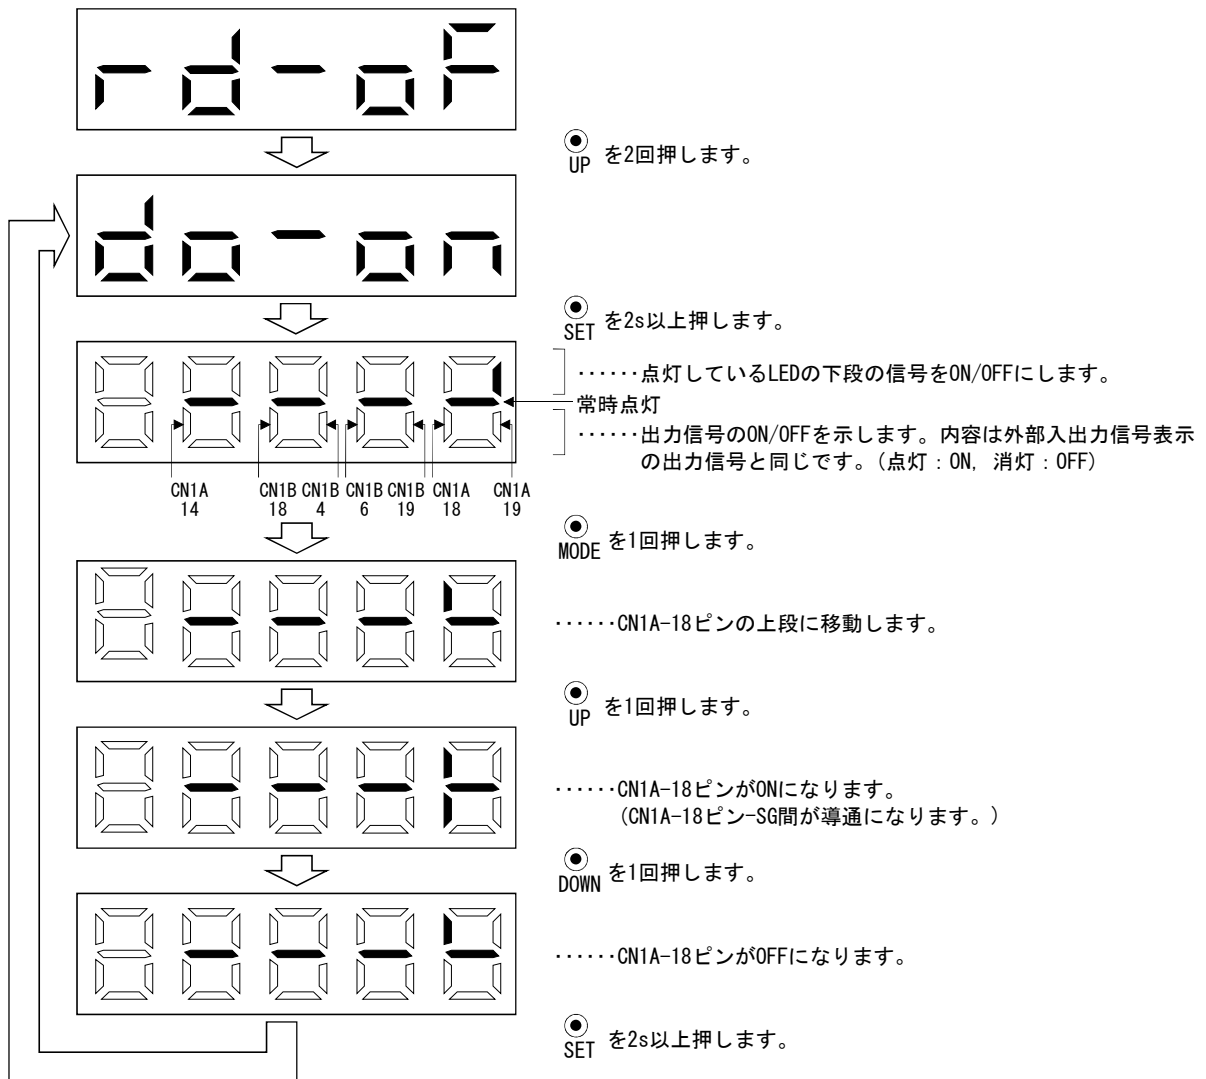 rd-oF
UP を2回押します。
do-on
SET を2s以上押します。
······点灯しているLEDの下段の信号をON/OFFにします。
常時点灯
······出力信号のON/OFFを示します。内容は外部入出力信号表示
の出力信号と同じです。(点灯:ON, 消灯:OFF)
CN1A CN1B CN1B CN1B CN1B CN1A CN1A
14 18 4 6 19 18 19
MODE を1回押します。
······CN1A-18ピンの上段に移動します。
UP を1回押します。
······CN1A-18ピンがONになります。
(CN1A-18ピン-SG間が導通になります。)
DOWN を1回押します。
······CN1A-18ピンがOFFになります。
SET を2s以上押します。